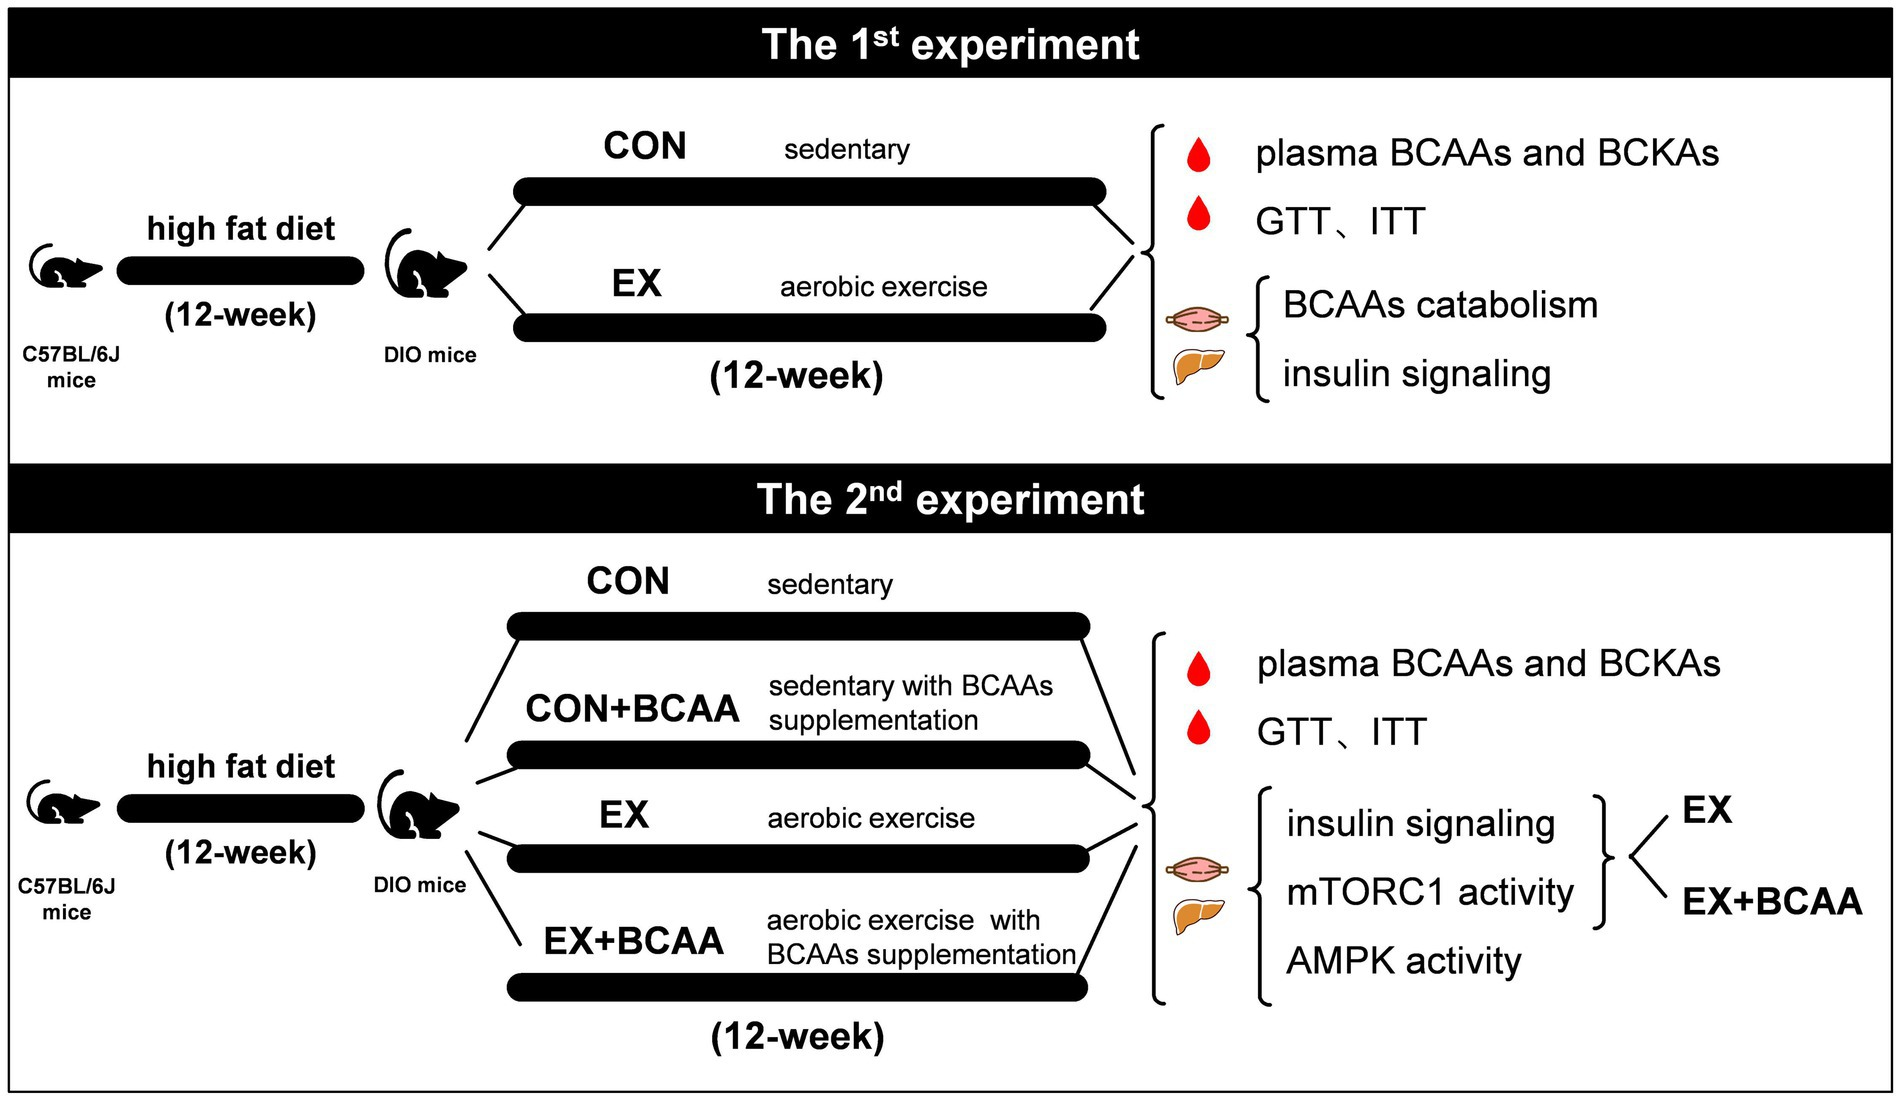 The 1st experiment
CON sedentary
plasma BCAAs and BCKAs
high fat diet
GTT、ITT
EX aerobic exercise
BCAAs catabolism
(12-week)
C57BL/6J
mice
DIO mice
(12-week)
insulin signaling
The 2nd experiment
CON sedentary
plasma BCAAs and BCKAs
CON+BCAA
sedentary with BCAAs
supplementation
GTT、ITT
high fat diet
EX aerobic exercise
insulin signaling
EX
(12-week)
C57BL/6J
mice
DIO mice
mTORC1 activity
EX+BCAA
EX+BCAA
aerobic exercise with
BCAAs supplementation
AMPK activity
(12-week)